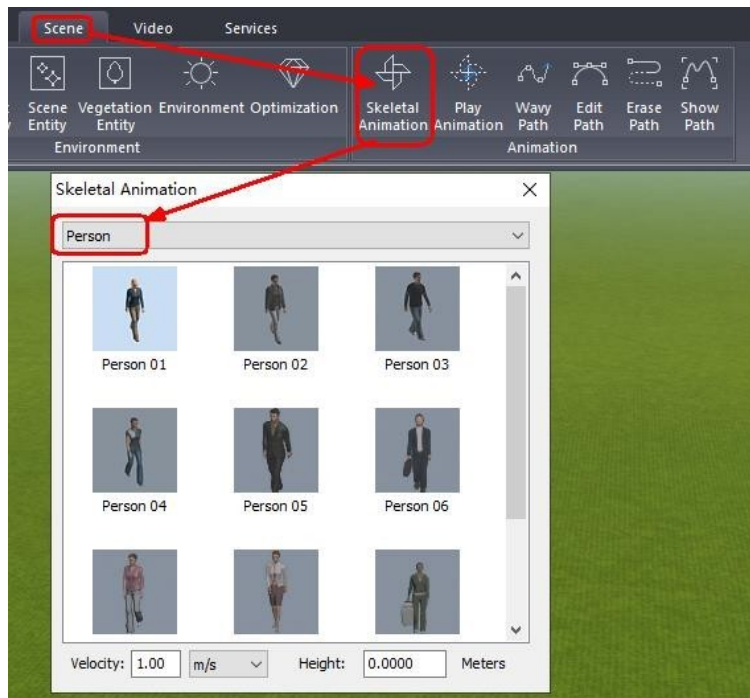 Scene Video Services
Scene Vegetation Environment Optimization Skeletal Play Wavy Edit Erase Show
Entity Entity Animation Animation Path Path Path Path
Environment Animation
Skeletal Animation
Person
Person 01 Person 02 Person 03
Person 04 Person 05 Person 06
Velocity: 1.00 m/s Height: 0.0000 Meters